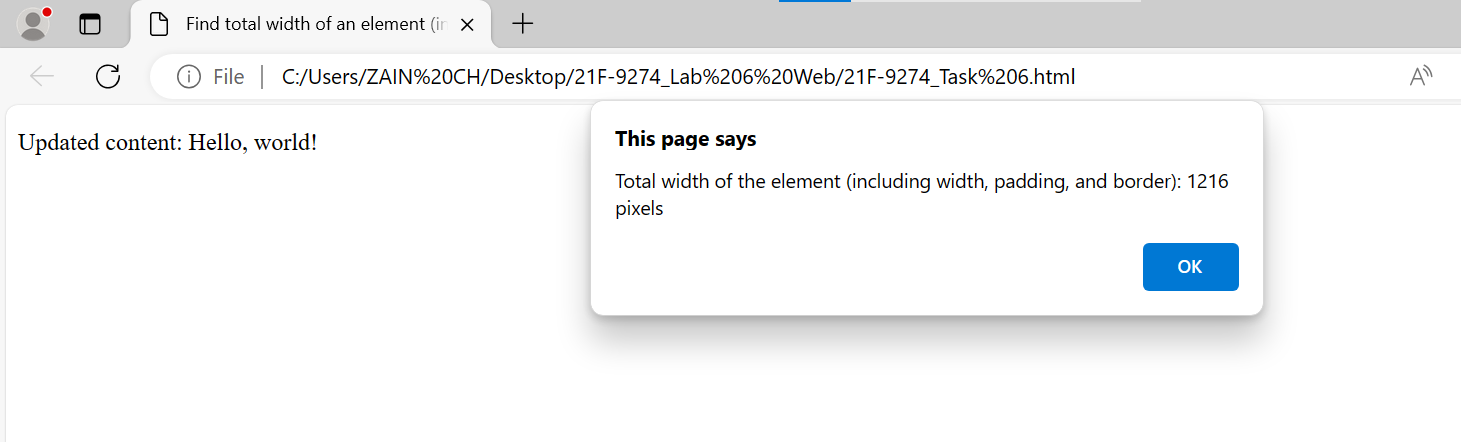 Find total width of an element (in
File
C:/Users/ZAIN%20CH/Desktop/21F-9274_Lab%206%20Web/21F-9274_Task%206.html
Updated content: Hello, world!
This page says
Total width of the element (including width, padding, and border): 1216
pixels
OK